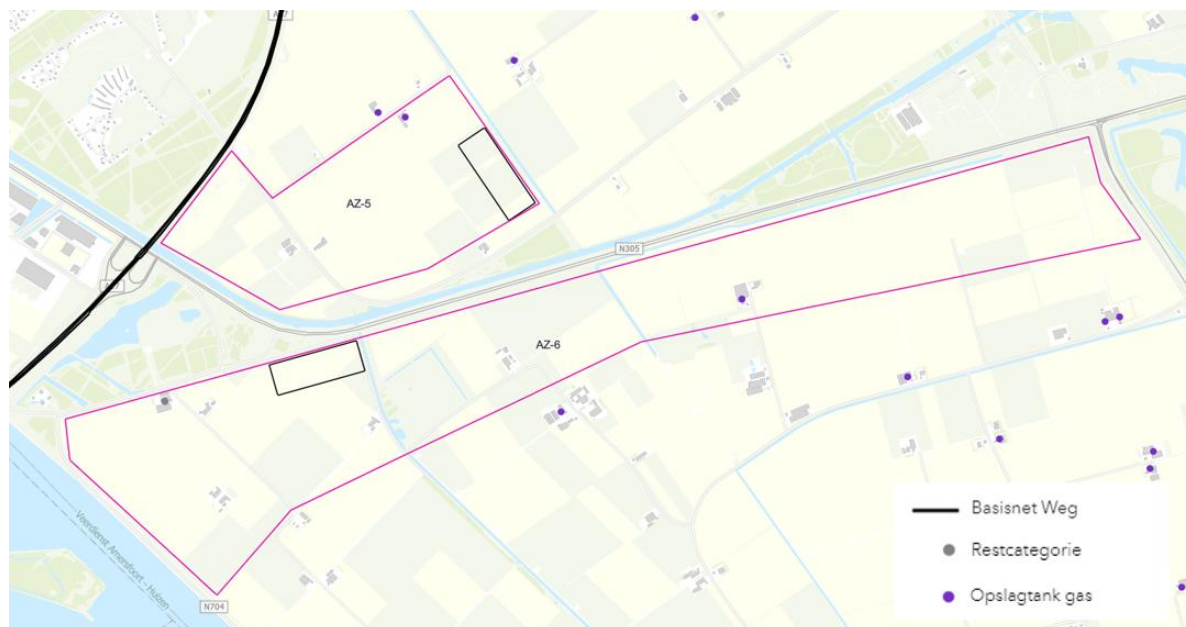 AZ-5
N305
AZ-6
Veerdienst Amersfoort - Huizen
N704
Basisnet Weg
Restcategorie
Opslagtank gas